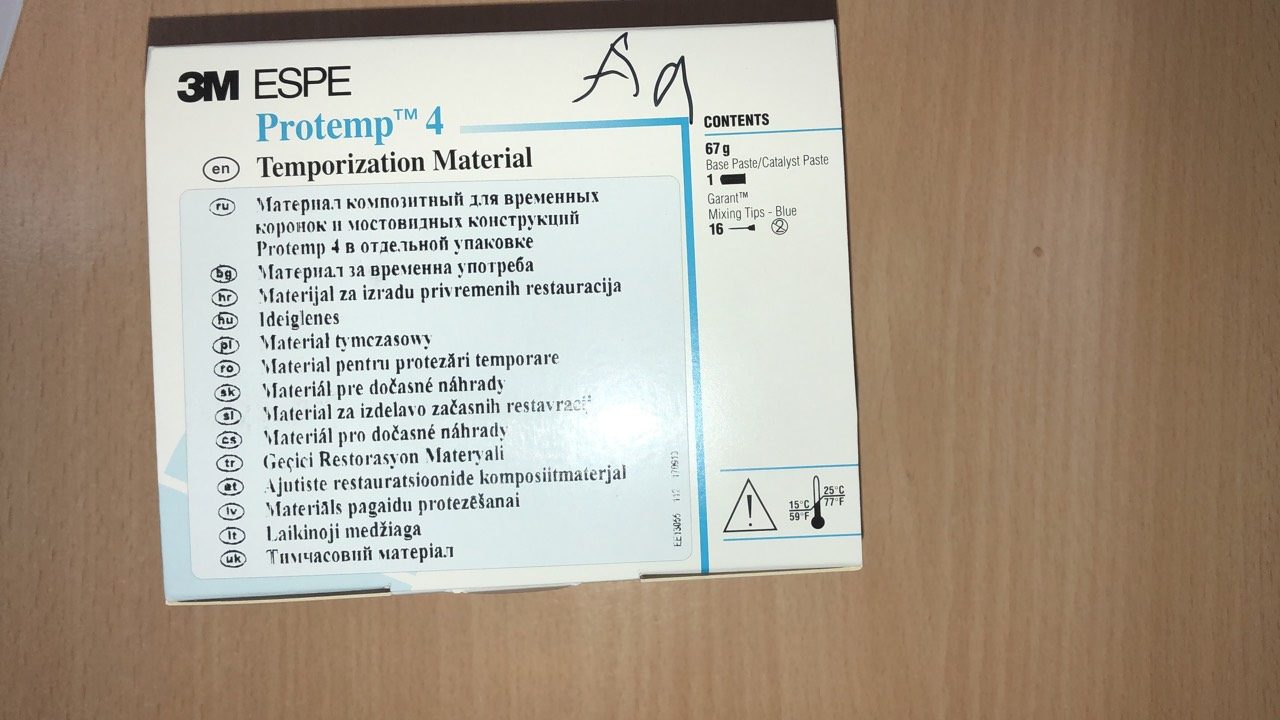 3M ESPE
Protemp™ 4
en Temporization Material
ru Материал композитный для временных
коронок и мостовидных конструкций
Protemp 4 в отдельной упаковке
bg Материал за временна употреба
hr Materijal za izradu privremenih restauracija
hu Ideiglenes
pl Materiał tymczasowy
ro Material pentru protezări temporare
sk Materiál pre dočasné náhrady
sl Material za izdelavo začasnih restavracij
cs Materiál pro dočasné náhrady
tr Geçici Restorasyon Materyali
et Ajutiste restauratsioonide komposiitmaterjal
lv Materiāls pagaidu protezēšanai
lt Laikinoji medžiaga
uk Тимчасовий матеріал
CONTENTS
67 g
Base Paste/Catalyst Paste
1
Garant™
Mixing Tips - Blue
16
15°C
59°F
25°C
77°F